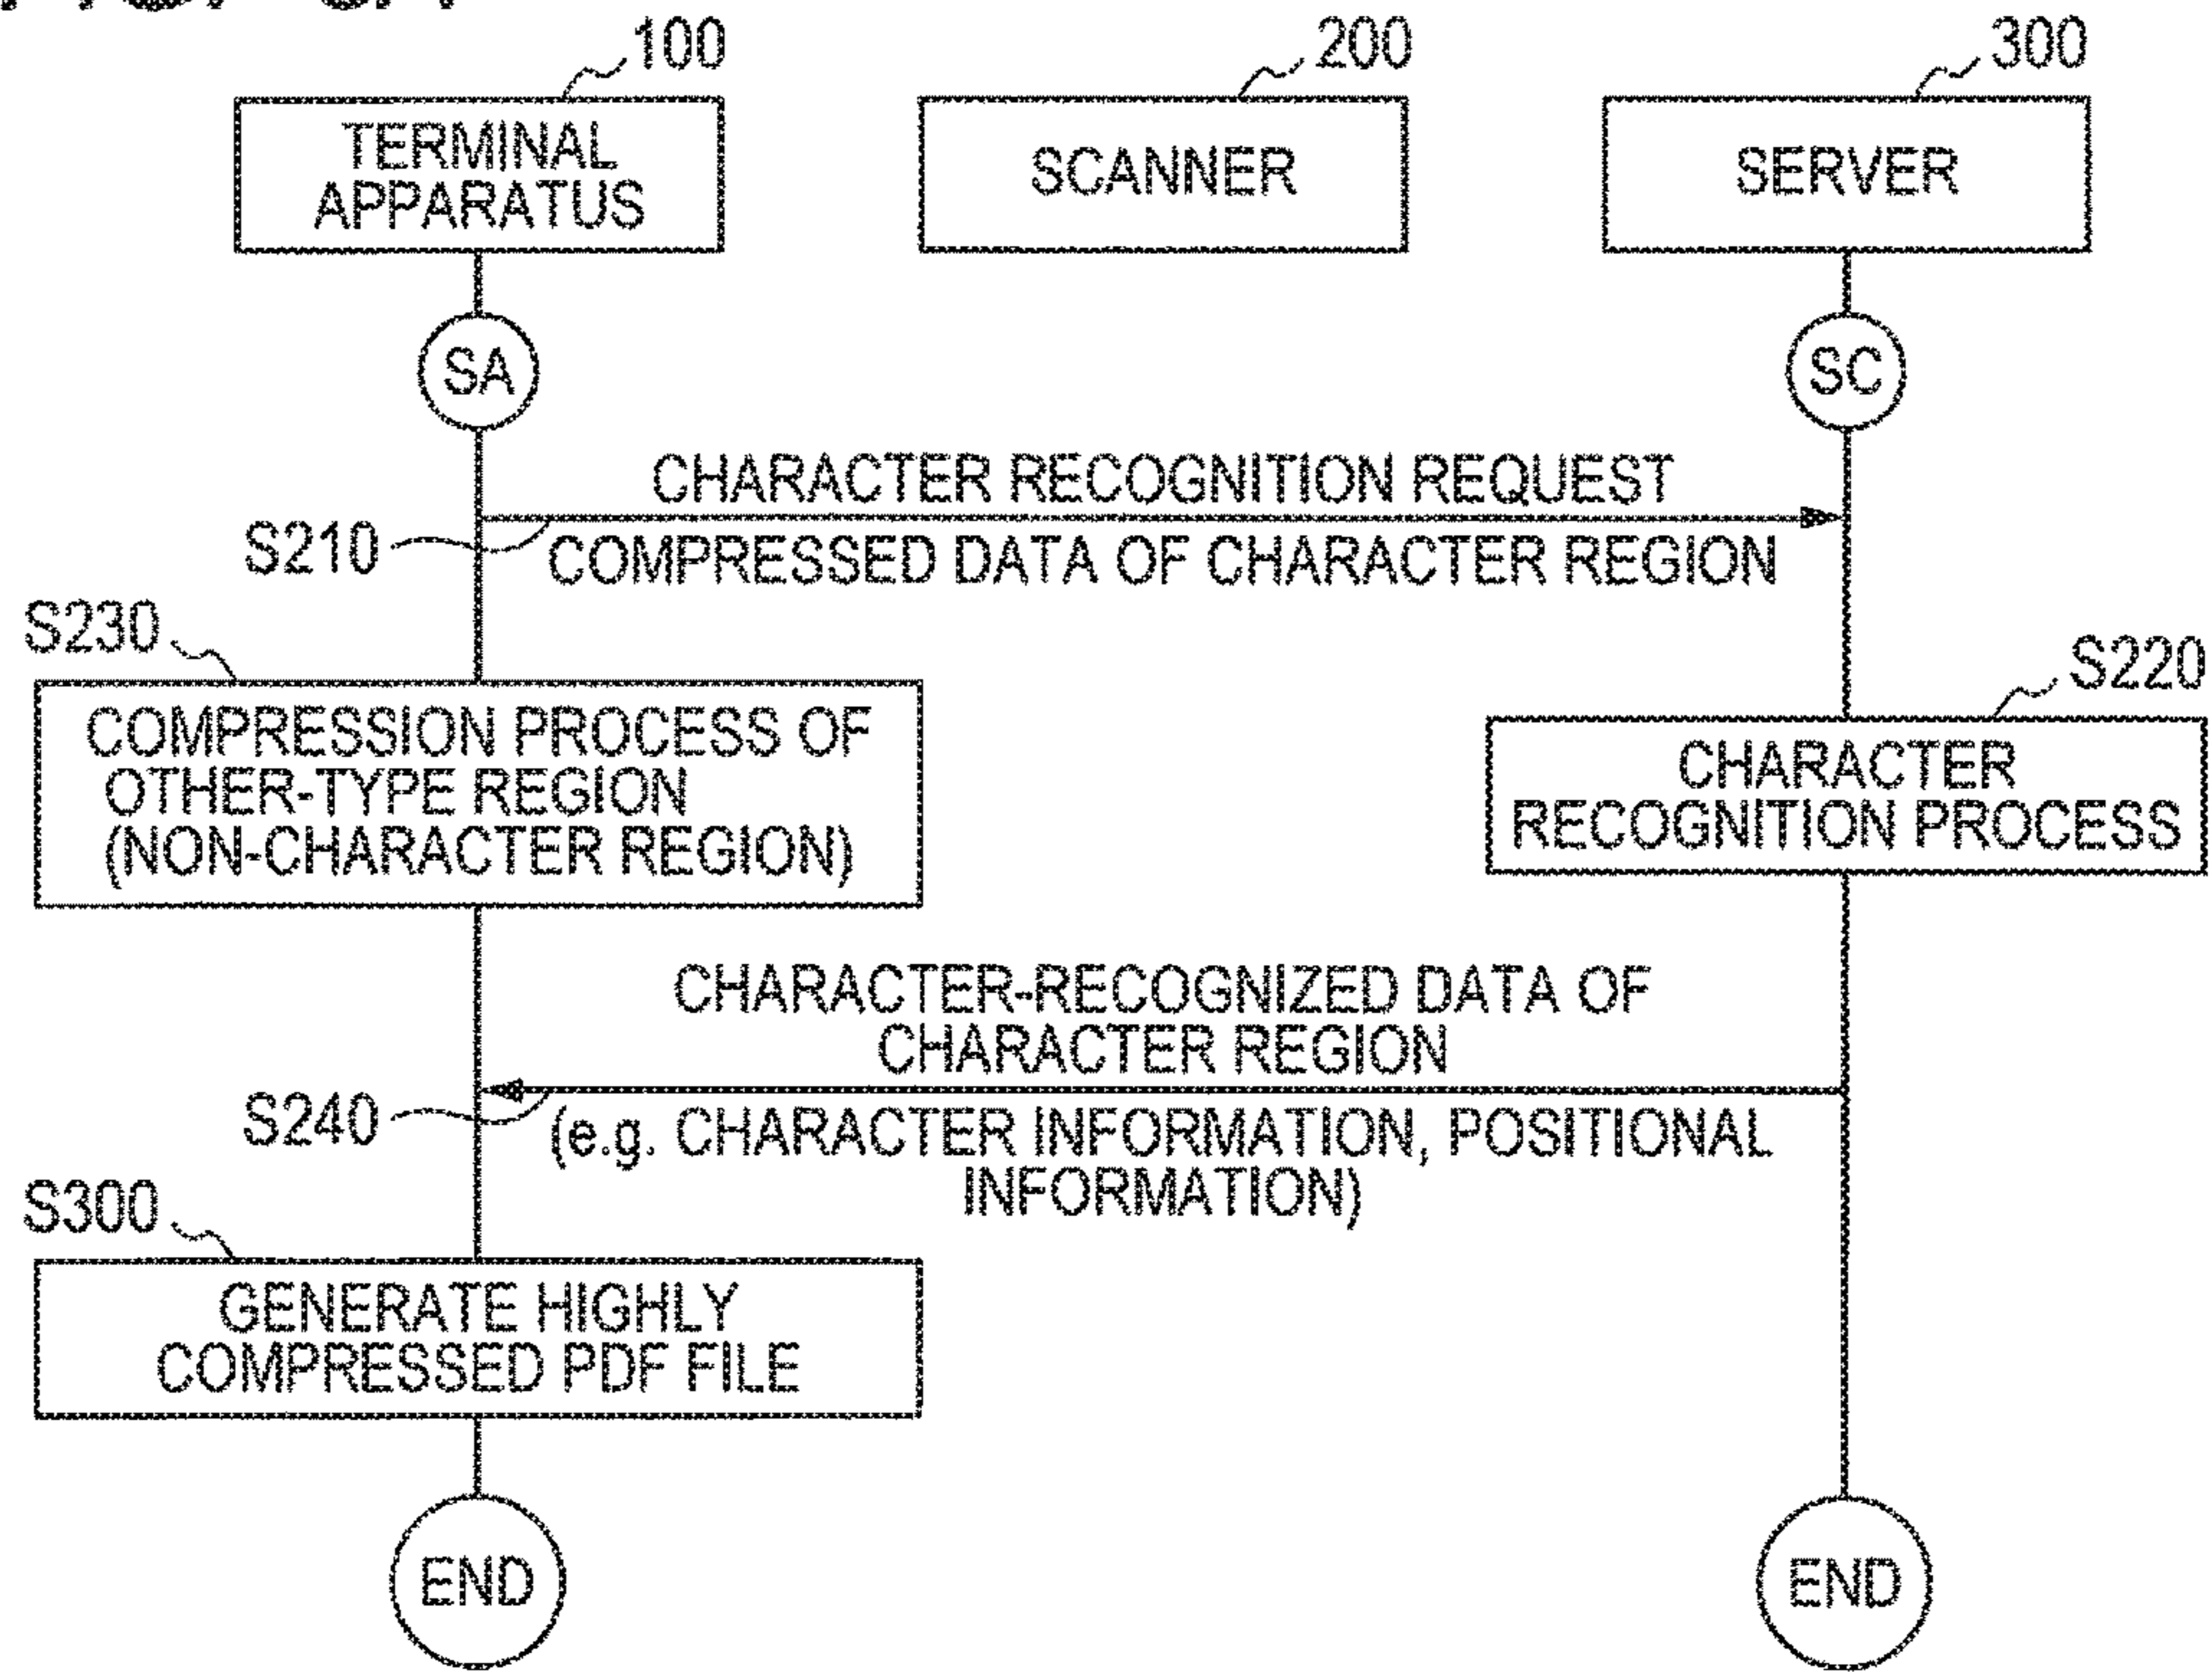 100
200
300
TERMINAL
APPARATUS
SCANNER
SERVER
SA
SC
CHARACTER RECOGNITION REQUEST
S210
COMPRESSED DATA OF CHARACTER REGION
S230
S220
COMPRESSION PROCESS OF
OTHER-TYPE REGION
(NON-CHARACTER REGION)
CHARACTER
RECOGNITION PROCESS
CHARACTER-RECOGNIZED DATA OF
CHARACTER REGION
S240
(e.g. CHARACTER INFORMATION, POSITIONAL
INFORMATION)
S300
GENERATE HIGHLY
COMPRESSED PDF FILE
END
END